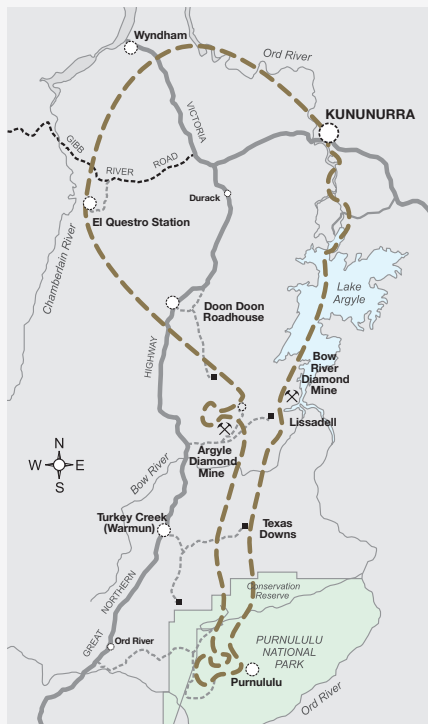 Wyndham
Ord River
KUNUNURRA
VICTORIA
GIBB
RIVER
ROAD
Durack
El Questro Station
Chamberlain River
Lake
Argyle
Doon Doon
Roadhouse
HIGHWAY
Bow
River
Diamond
Mine
Lissadell
Argyle
Diamond
Mine
N
W
E
S
Bow River
Turkey Creek
(Warmun)
Texas
Downs
NORTHERN
GREAT
Conservation
Reserve
Ord River
PURNULULU
NATIONAL
PARK
Purnululu
Ord River